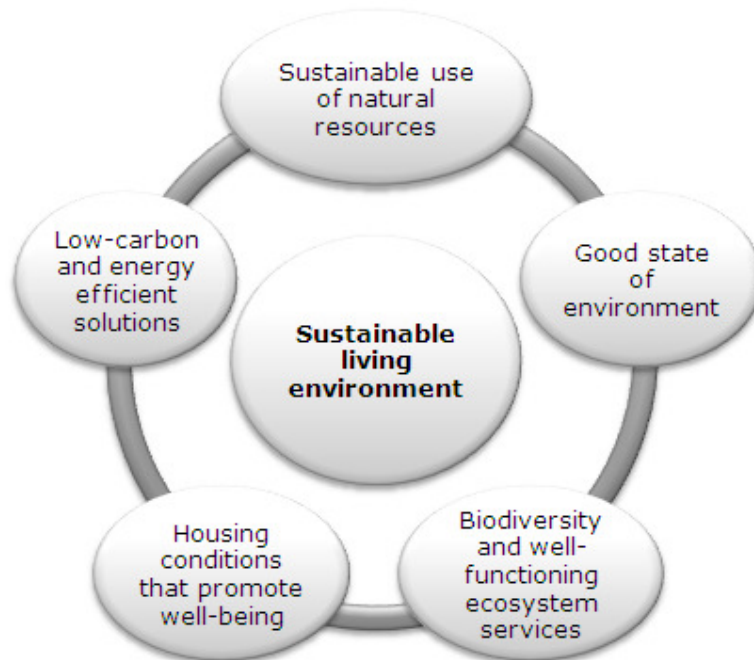 Sustainable use
of natural
resources
Good state
of
environment
Biodiversity
and well-
functioning
ecosystem
services
Housing
conditions
that promote
well-being
Low-carbon
and energy
efficient
solutions
Sustainable
living
environment